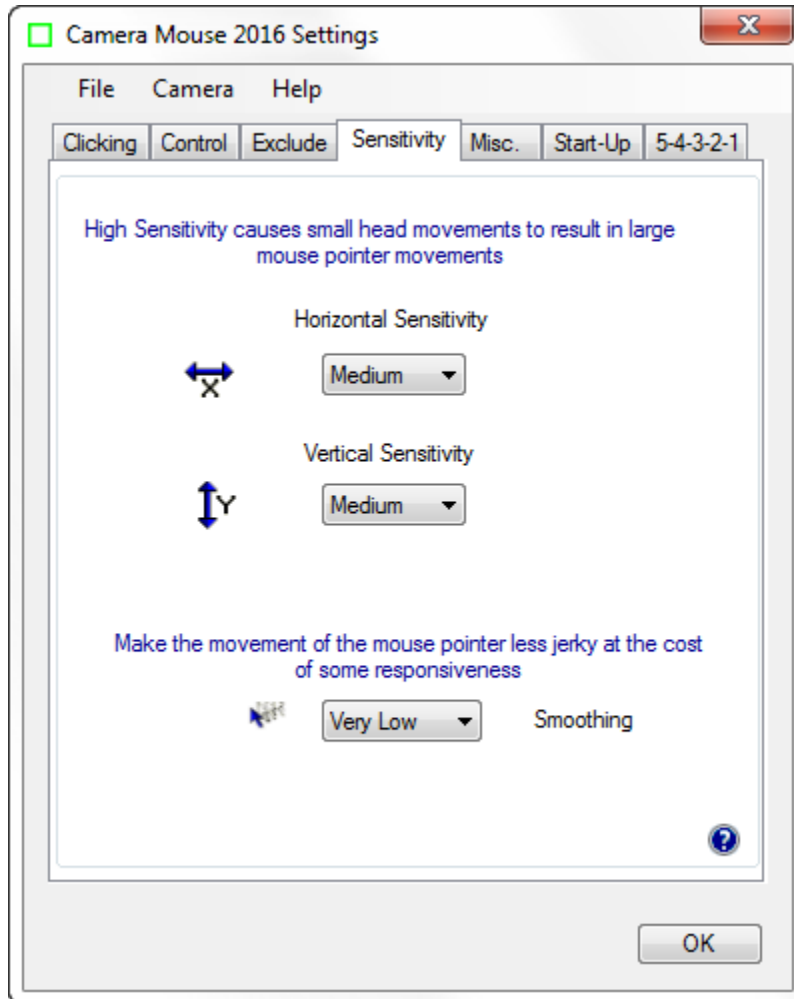 Camera Mouse 2016 Settings
File Camera Help
Clicking Control Exclude Sensitivity Misc. Start-Up 5-4-3-2-1
High Sensitivity causes small head movements to result in large
mouse pointer movements
Horizontal Sensitivity
X Medium
Vertical Sensitivity
Y Medium
Make the movement of the mouse pointer less jerky at the cost
of some responsiveness
Very Low Smoothing
?
OK